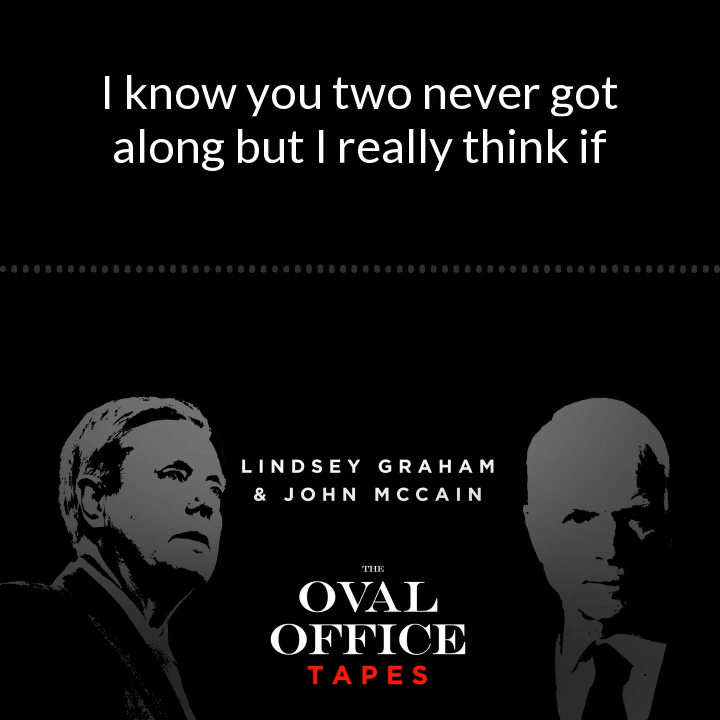 I know you two never got
along but I really think if
LINDSEY GRAHAM
& JOHN MCCAIN
THE
OVAL
OFFICE
TAPES